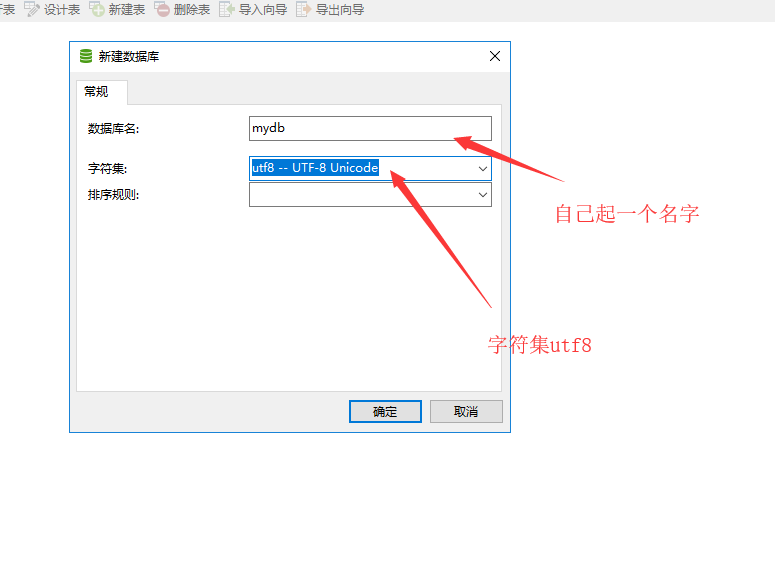 表 设计表 新建表 删除表 导入向导 导出向导
新建数据库
常规
数据库名: mydb
字符集: utf8 -- UTF-8 Unicode
排序规则:
自己起一个名字
字符集utf8
确定 取消